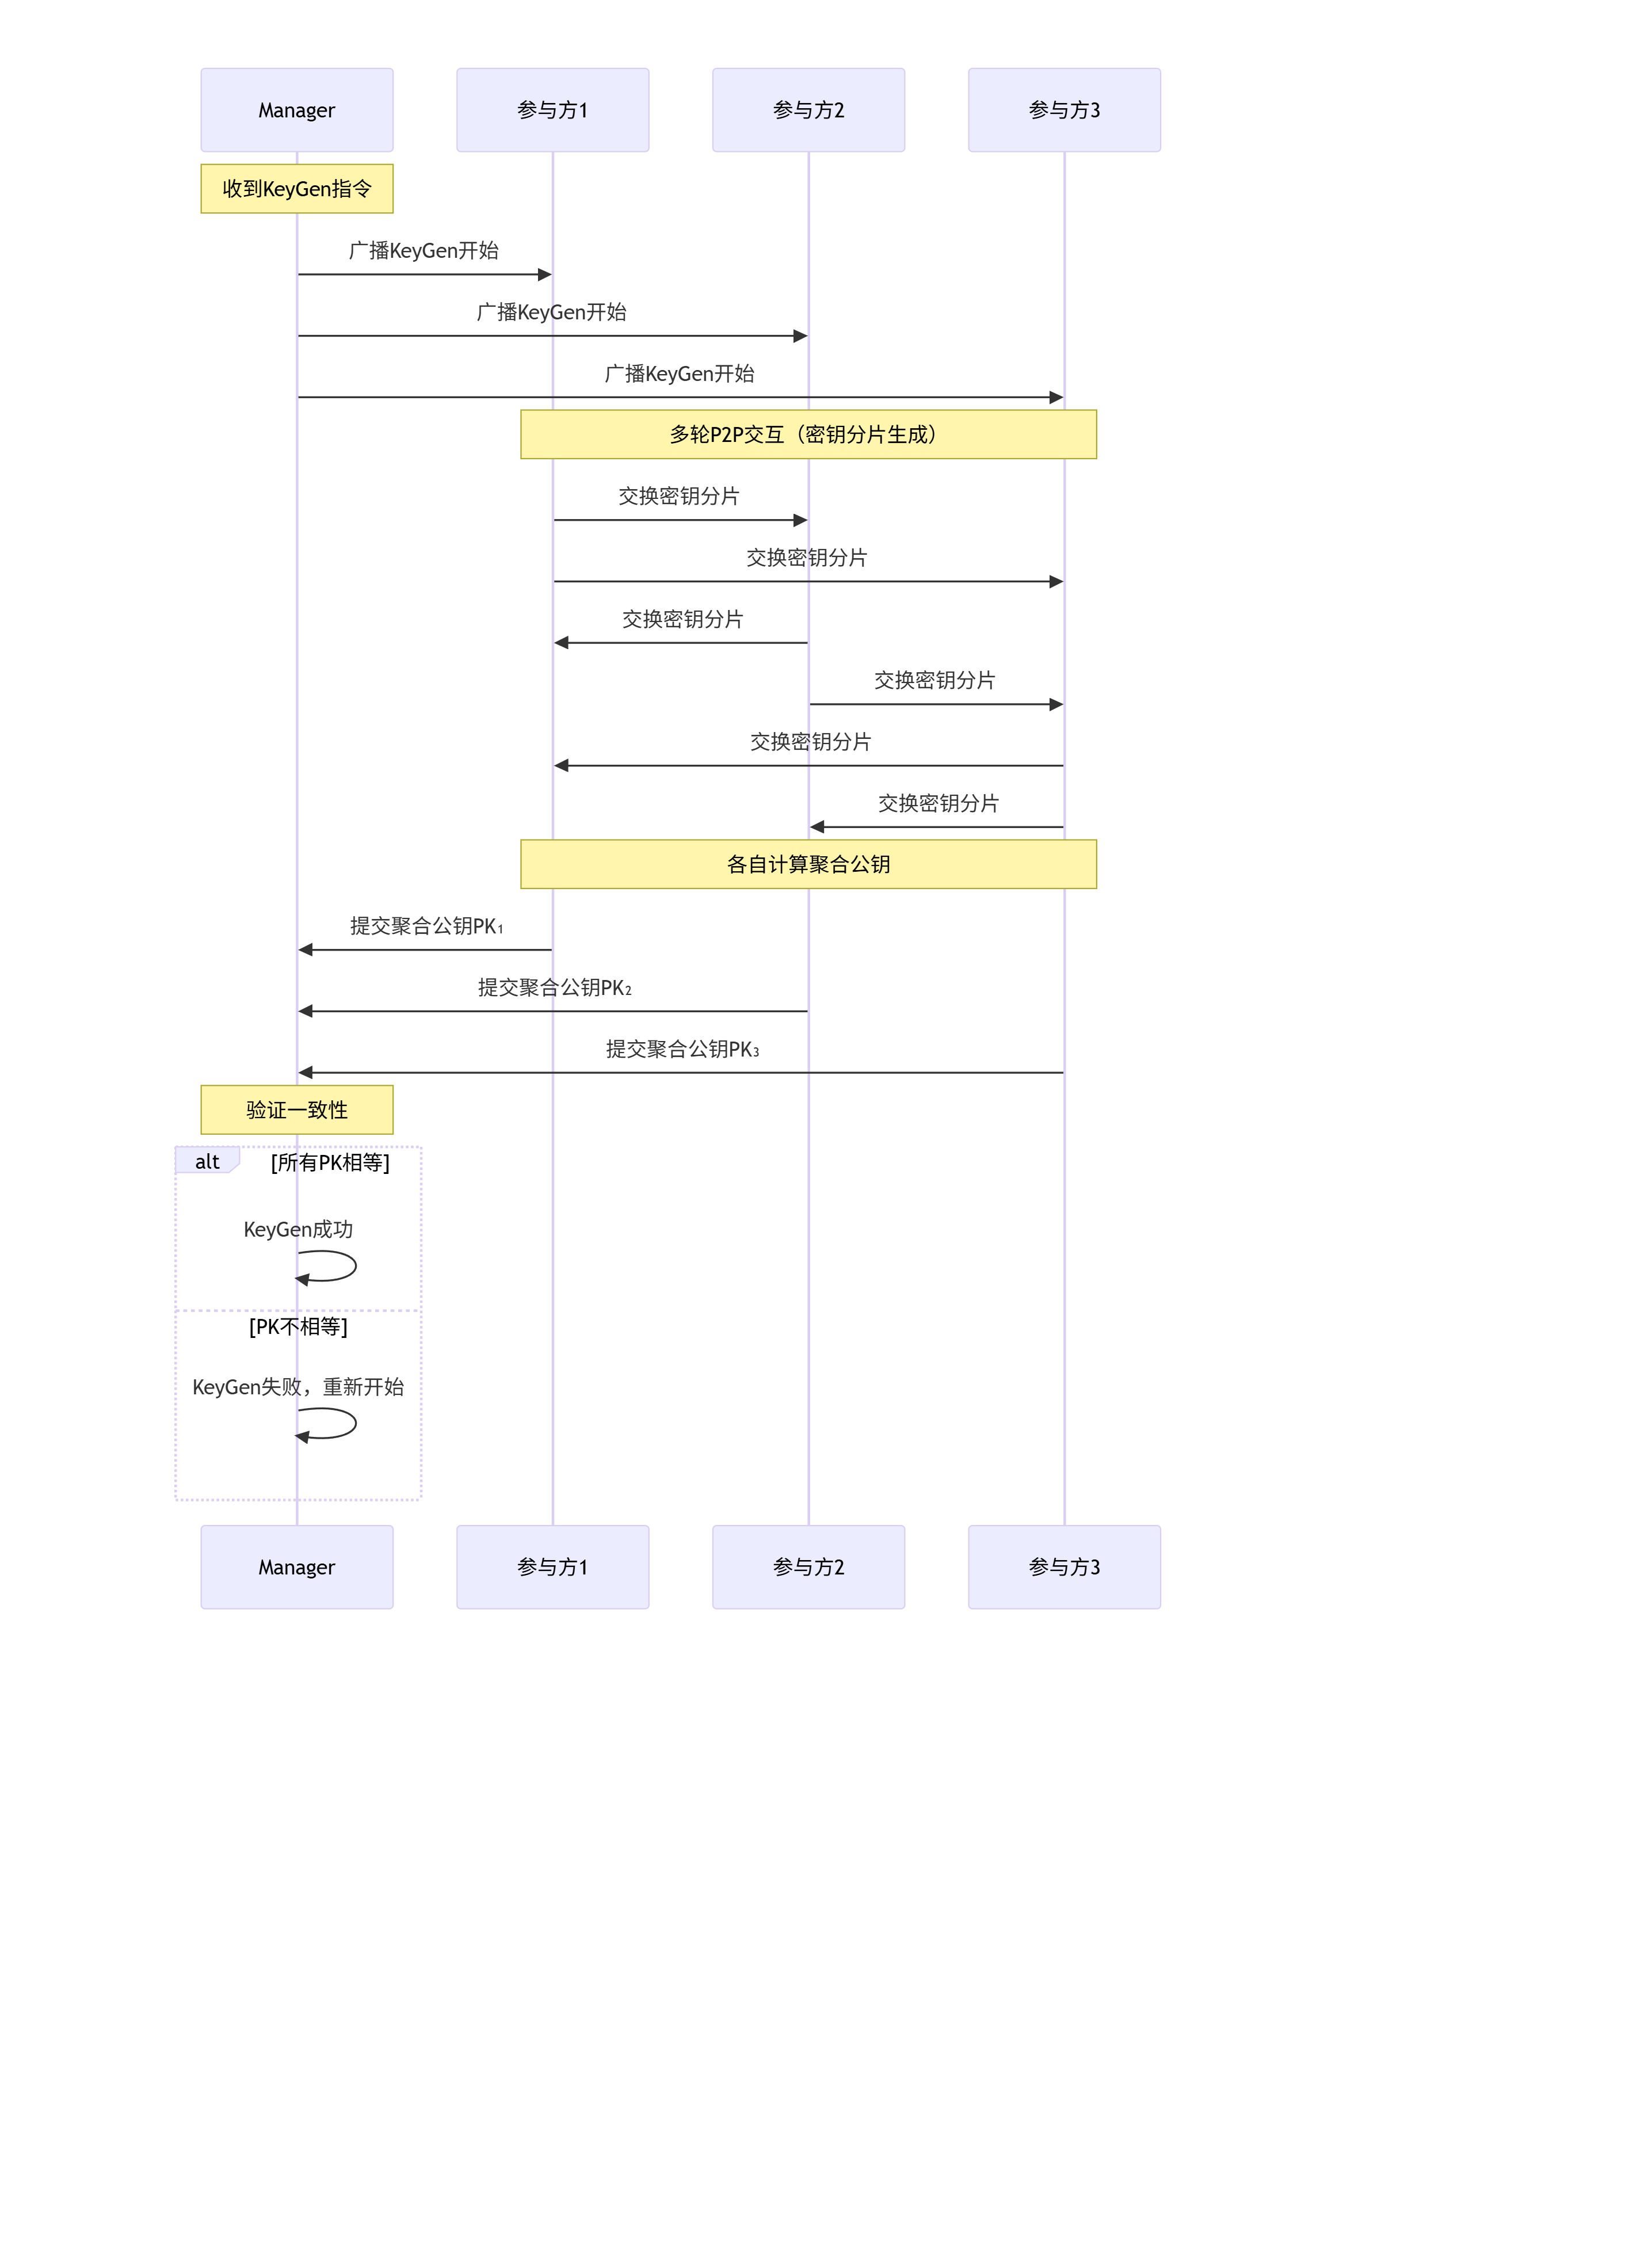 Manager
参与方1
参与方2
参与方3
收到KeyGen指令
广播KeyGen开始
广播KeyGen开始
广播KeyGen开始
多轮P2P交互（密钥分片生成）
交换密钥分片
交换密钥分片
交换密钥分片
交换密钥分片
交换密钥分片
交换密钥分片
各自计算聚合公钥
提交聚合公钥PK₁
提交聚合公钥PK₂
提交聚合公钥PK₃
验证一致性
alt
[所有PK相等]
KeyGen成功
[PK不相等]
KeyGen失败，重新开始
Manager
参与方1
参与方2
参与方3